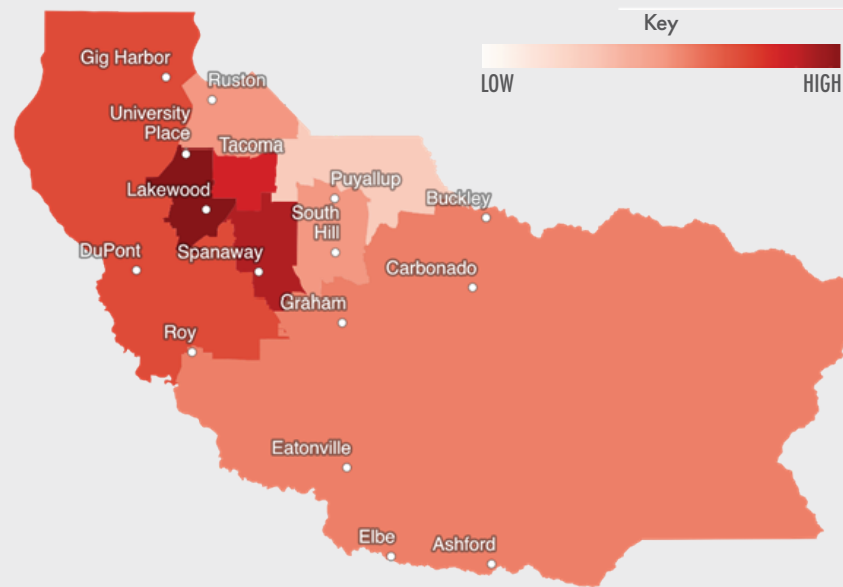 Key
LOW
HIGH
Gig Harbor
Ruston
University
Place
Tacoma
Lakewood
Puyallup
Buckley
South
Hill
DuPont
Spanaway
Carbonado
Graham
Roy
Eatonville
Elbe
Ashford